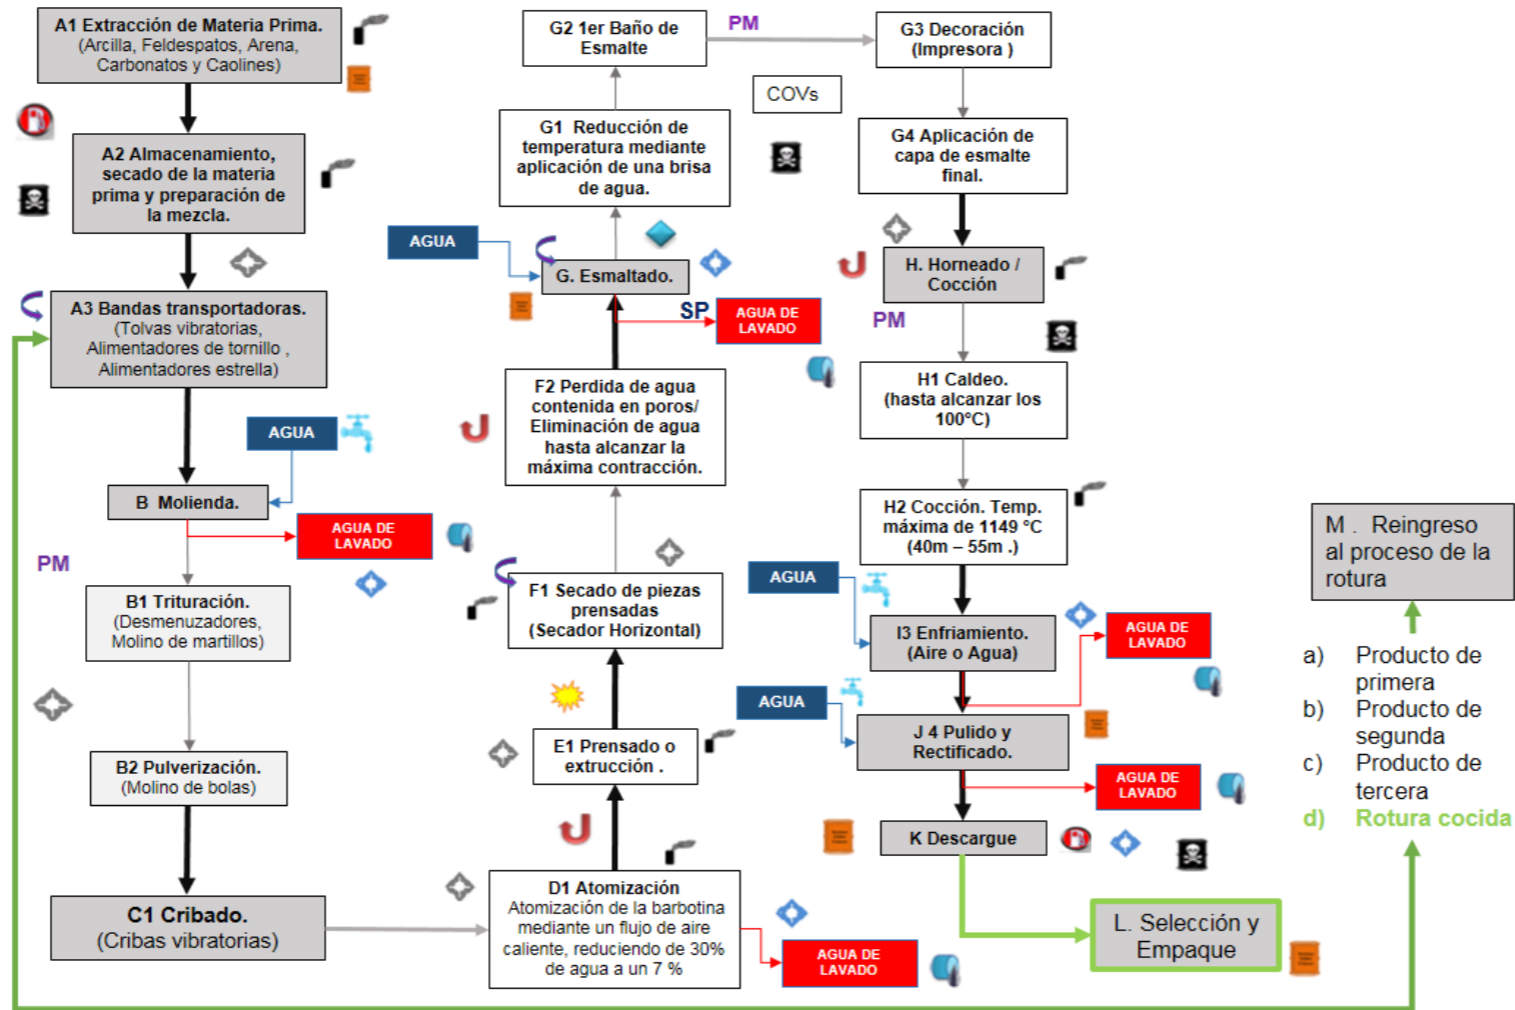 A1 Extracción de Materia Prima.
(Arcilla, Feldespatos, Arena,
Carbonatos y Caolines)
A2 Almacenamiento,
secado de la materia
prima y preparación de
la mezcla.
A3 Bandas transportadoras.
(Tolvas vibratorias,
Alimentadores de tornillo ,
Alimentadores estrella)
AGUA
B Molienda.
AGUA DE
LAVADO
PM
B1 Trituración.
(Desmenuzadores,
Molino de martillos)
B2 Pulverización.
(Molino de bolas)
C1 Cribado.
(Cribas vibratorias)
D1 Atomización
Atomización de la barbotina
mediante un flujo de aire
caliente, reduciendo de 30%
de agua a un 7 %
AGUA DE
LAVADO
E1 Prensado o
extrucción .
F1 Secado de piezas
prensadas
(Secador Horizontal)
F2 Perdida de agua
contenida en poros/
Eliminación de agua
hasta alcanzar la
máxima contracción.
AGUA
G. Esmaltado.
SP
AGUA DE
LAVADO
G1 Reducción de
temperatura mediante
aplicación de una brisa
de agua.
G2 1er Baño de
Esmalte
PM
COVs
G3 Decoración
(Impresora )
G4 Aplicación de
capa de esmalte
final.
H. Horneado /
Cocción
PM
H1 Caldeo.
(hasta alcanzar los
100°C)
H2 Cocción. Temp.
máxima de 1149 °C
(40m – 55m .)
AGUA
I3 Enfriamiento.
(Aire o Agua)
AGUA DE
LAVADO
AGUA
J 4 Pulido y
Rectificado.
AGUA DE
LAVADO
K Descargue
L. Selección y
Empaque
M . Reingreso
al proceso de la
rotura
a) Producto de
primera
b) Producto de
segunda
c) Producto de
tercera
d) Rotura cocida